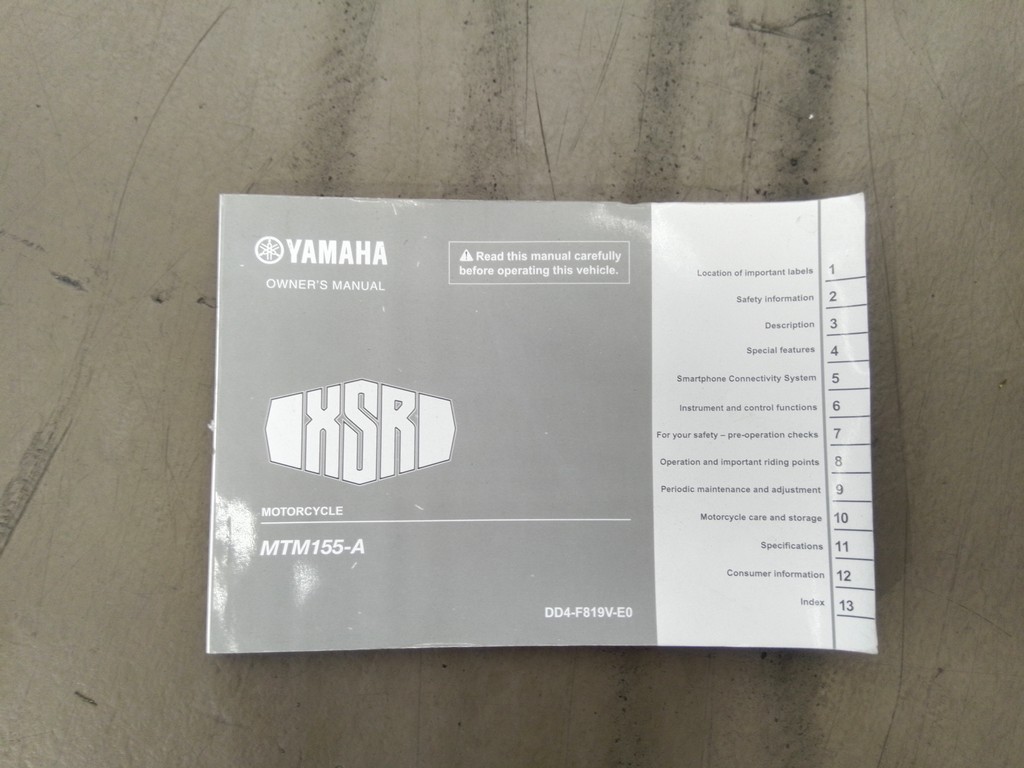 YAMAHA
OWNER'S MANUAL
Read this manual carefully
before operating this vehicle.
XSR
MOTORCYCLE
MTM155-A
DD4-F819V-E0
Location of important labels 1
Safety information 2
Description 3
Special features 4
Smartphone Connectivity System 5
Instrument and control functions 6
For your safety – pre-operation checks 7
Operation and important riding points 8
Periodic maintenance and adjustment 9
Motorcycle care and storage 10
Specifications 11
Consumer information 12
Index 13